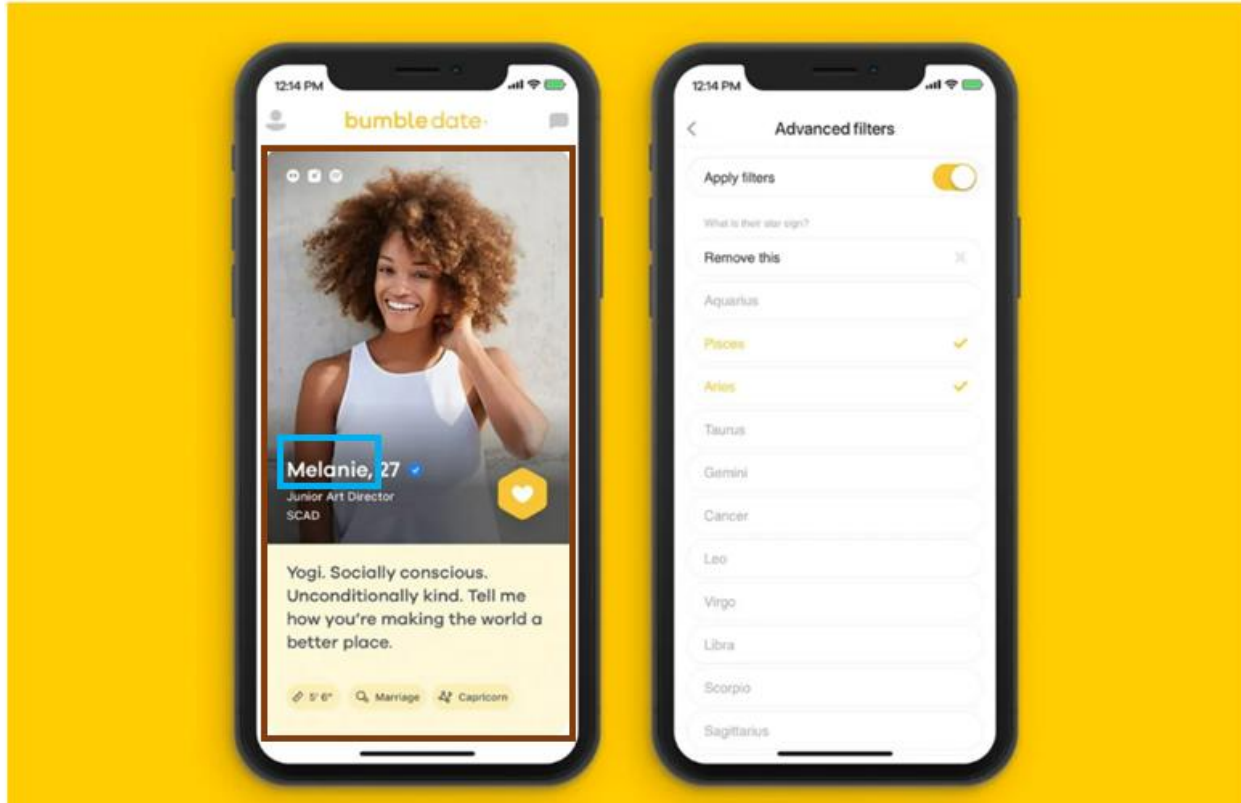 12:14 PM
bumble date
Melanie, 27
Junior Art Director
SCAD
Yogi. Socially conscious.
Unconditionally kind. Tell me
how you're making the world a
better place.
5' 6"
Marriage
Capricorn
12:14 PM
Advanced filters
Apply filters
What is their star sign?
Remove this
Aquarius
Pisces
Aries
Taurus
Gemini
Cancer
Leo
Virgo
Libra
Scorpio
Sagittarius